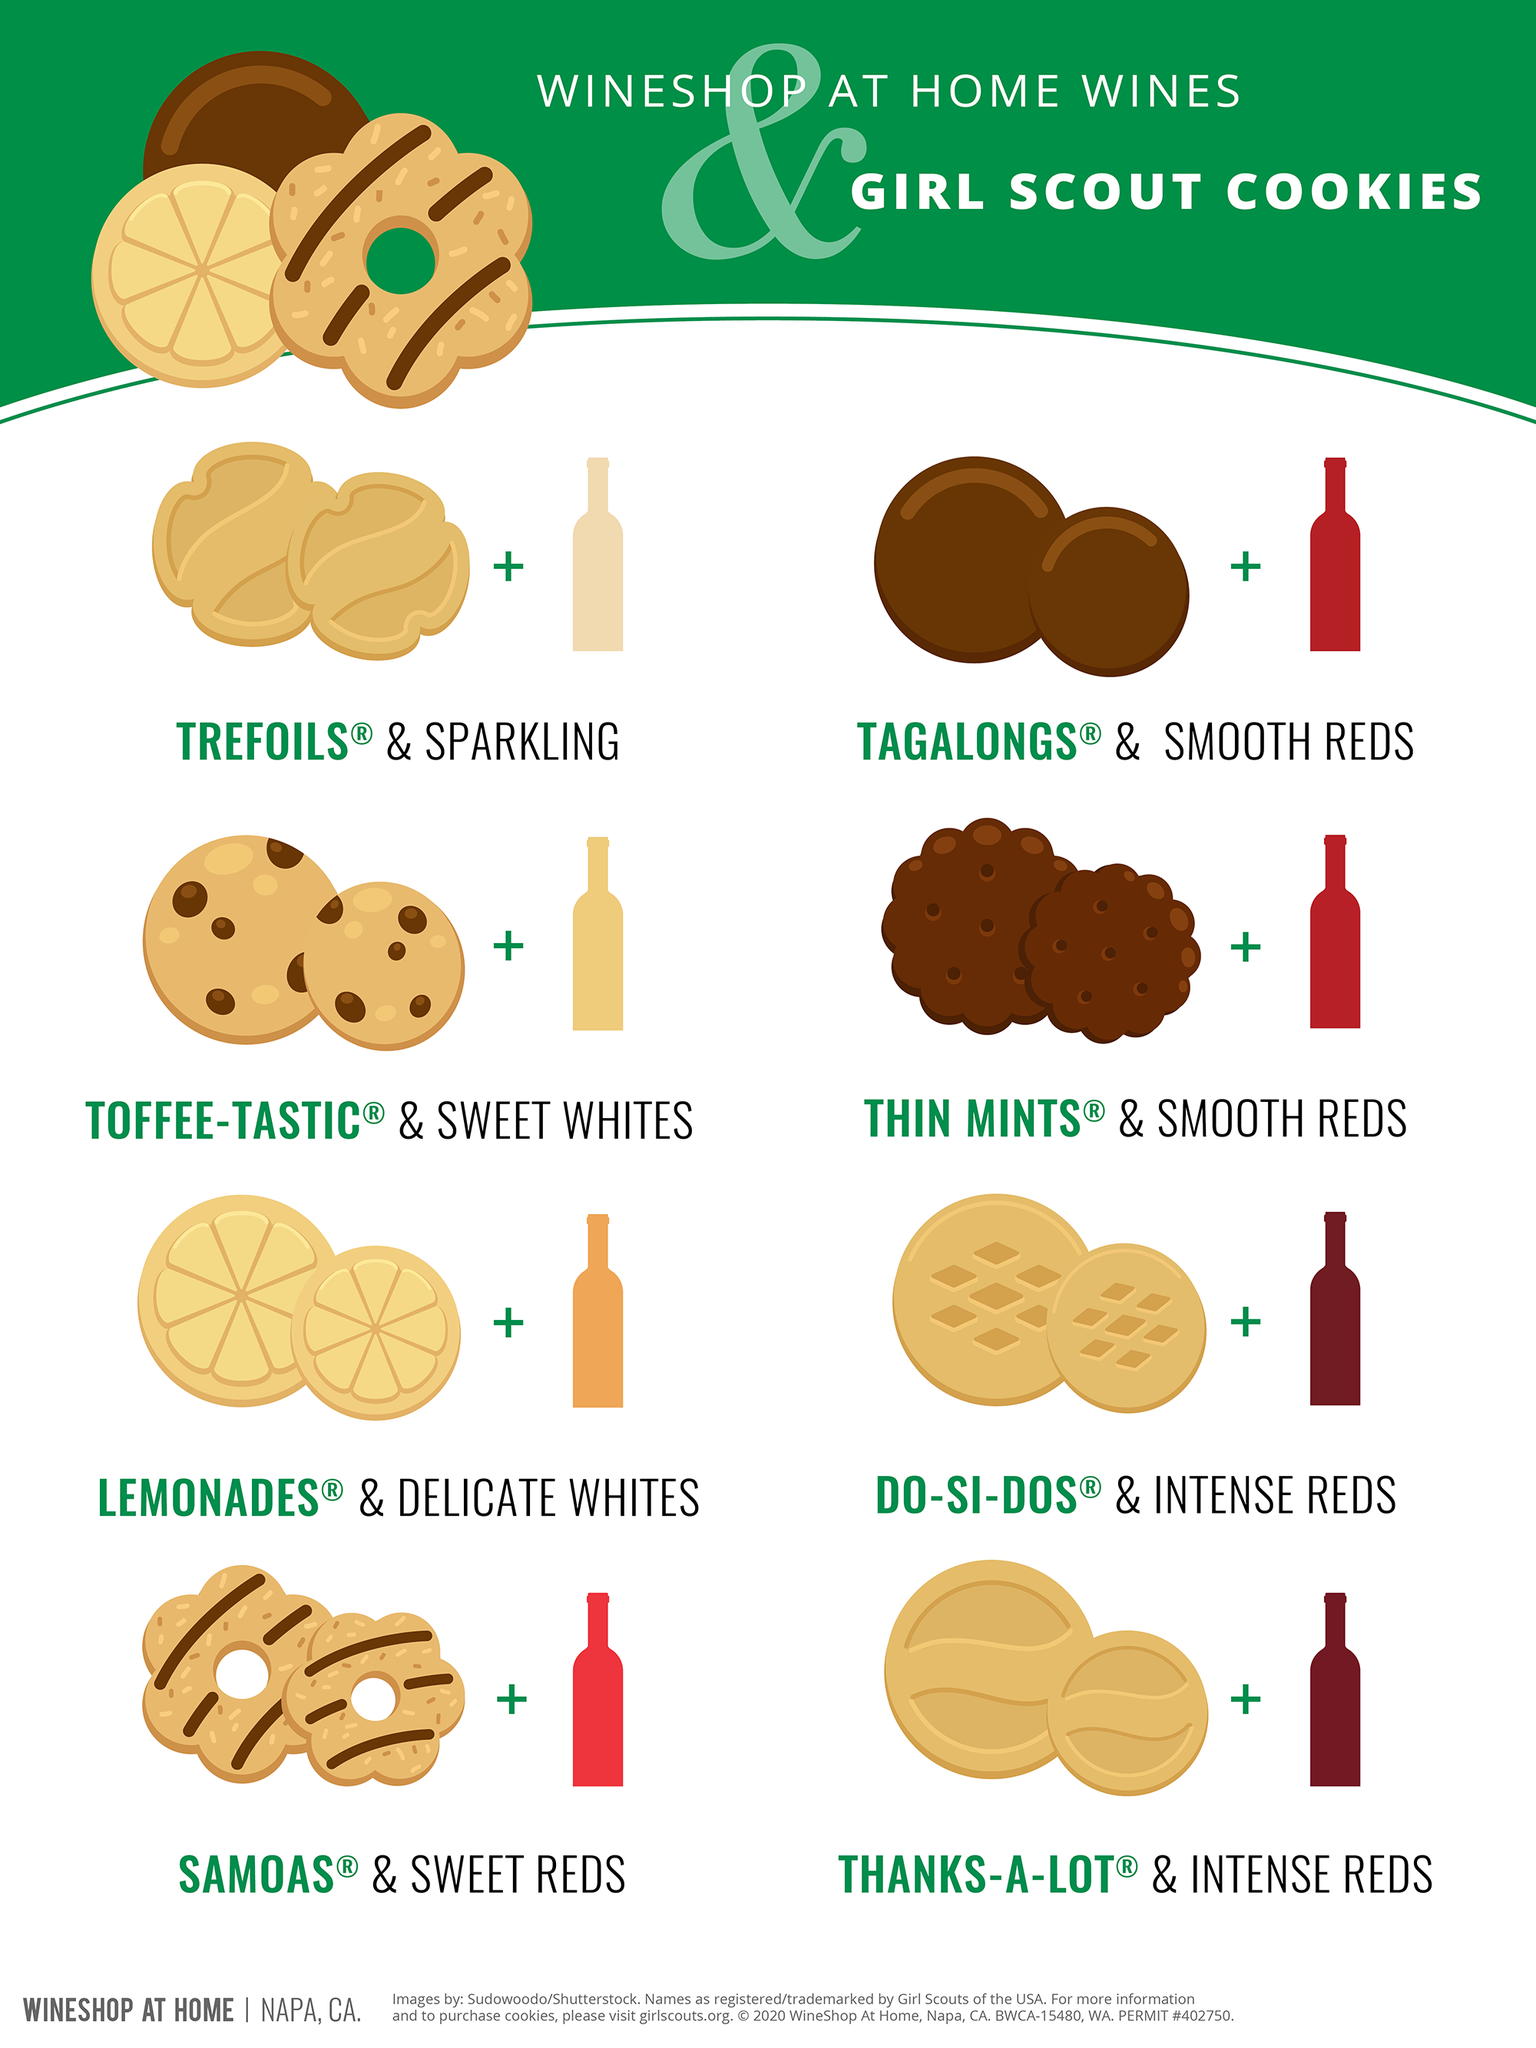 WINESHOP AT HOME WINES
&
GIRL SCOUT COOKIES
+
+
TREFOILS® & SPARKLING
TAGALONGS® & SMOOTH REDS
+
+
TOFFEE-TASTIC® & SWEET WHITES
THIN MINTS® & SMOOTH REDS
+
+
LEMONADES® & DELICATE WHITES
DO-SI-DOS® & INTENSE REDS
+
+
SAMOAS® & SWEET REDS
THANKS-A-LOT® & INTENSE REDS
WINESHOP AT HOME | NAPA, CA.
Images by: Sudowoodo/Shutterstock. Names as registered/trademarked by Girl Scouts of the USA. For more information
and to purchase cookies, please visit girlscouts.org. © 2020 WineShop At Home, Napa, CA. BWCA-15480, WA. PERMIT #402750.